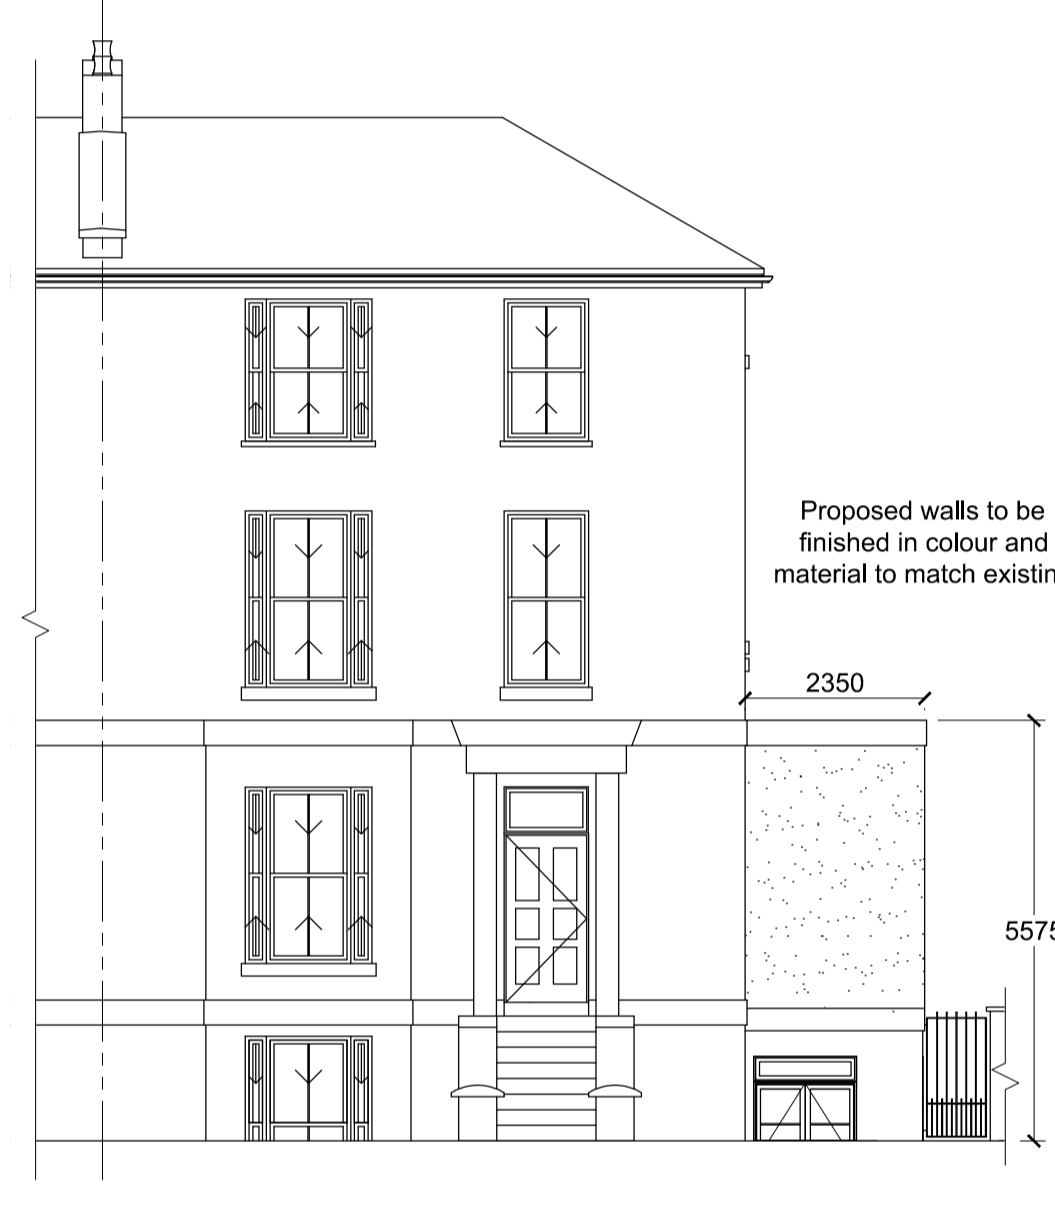 Proposed walls to be
finished in colour and
material to match existin
2350
5575